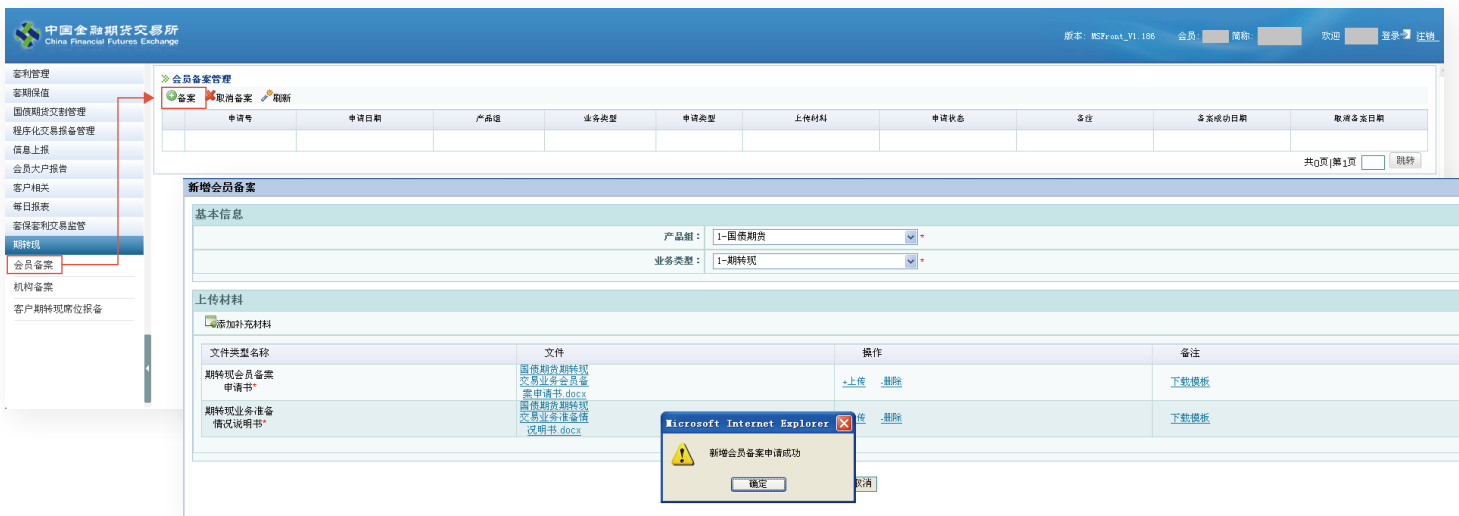 中国金融期货交易所
China Financial Futures Exchange
版本: MSFront_V1.186 会员: 简称: 欢迎 登录 注销
套利管理
套期保值
国债期货交割管理
程序化交易报备管理
信息上报
会员大户报告
客户相关
每日报表
套保套利交易监管
期转现
会员备案
机构备案
客户期转现席位报备
会员备案管理
备案 取消备案 刷新
申请号 申请日期 产品组 业务类型 申请类型 上传材料 申请状态 备注 备案成功日期 取消备案日期
共0页|第1页 跳转
新增会员备案
基本信息
产品组： 1-国债期货 *
业务类型： 1-期转现 *
上传材料
添加补充材料
文件类型名称 文件 操作 备注
期转现会员备案
申请书*
国债期货期转现
交易业务会员备
案申请书.docx
+上传 -删除 下载模板
期转现业务准备
情况说明书*
国债期货期转现
交易业务准备情
况明书.docx
传 -删除 下载模板
Microsoft Internet Explorer
新增会员备案申请成功
确定
取消